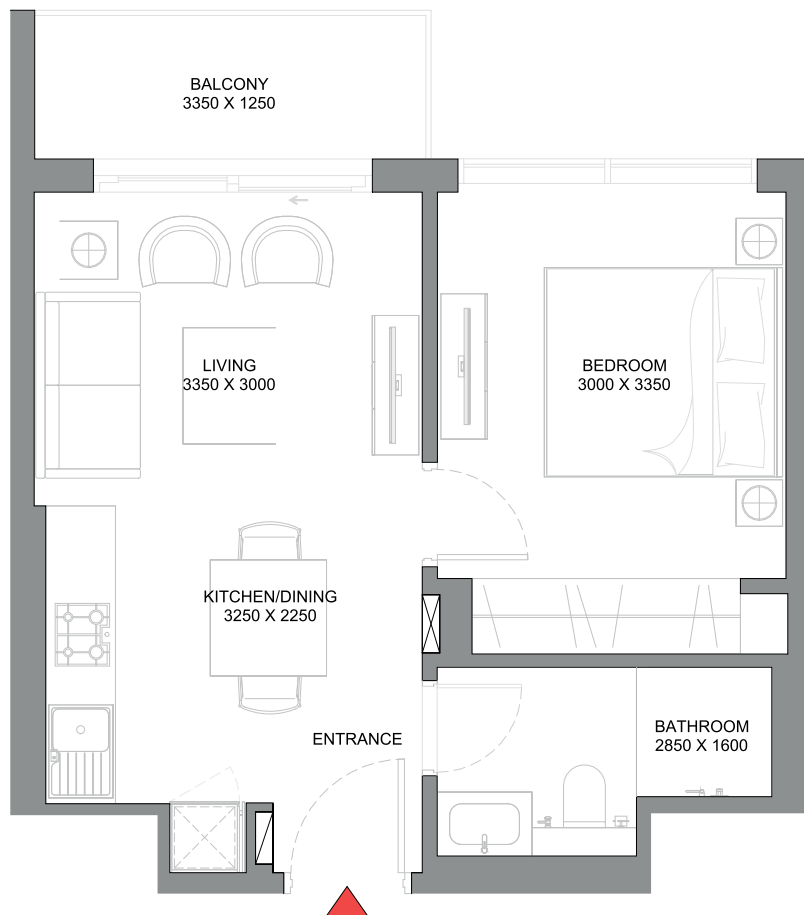 BALCONY
3350 X 1250
LIVING
3350 X 3000
BEDROOM
3000 X 3350
KITCHEN/DINING
3250 X 2250
ENTRANCE
BATHROOM
2850 X 1600